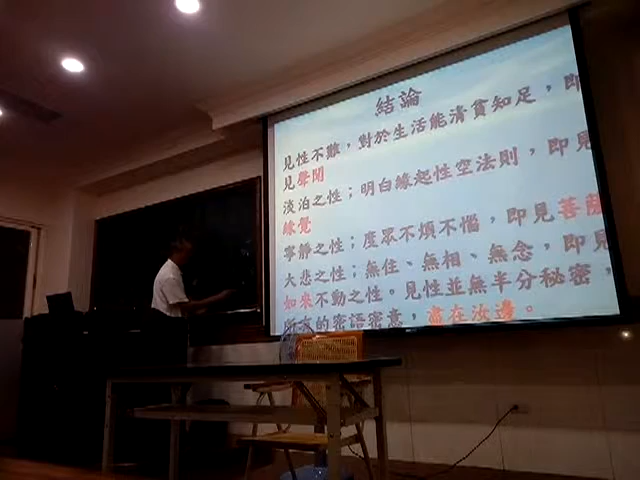 結論
見性不難，對於生活能清貧知足，即
見聲聞
淡泊之性；明白緣起性空法則，即見
緣覺
寧靜之性；度眾不煩不惱，即見菩薩
大悲之性；無住、無相、無念，即見
如來不動之性。見性並無半分秘密，
所有的密語密意，盡在汝邊。